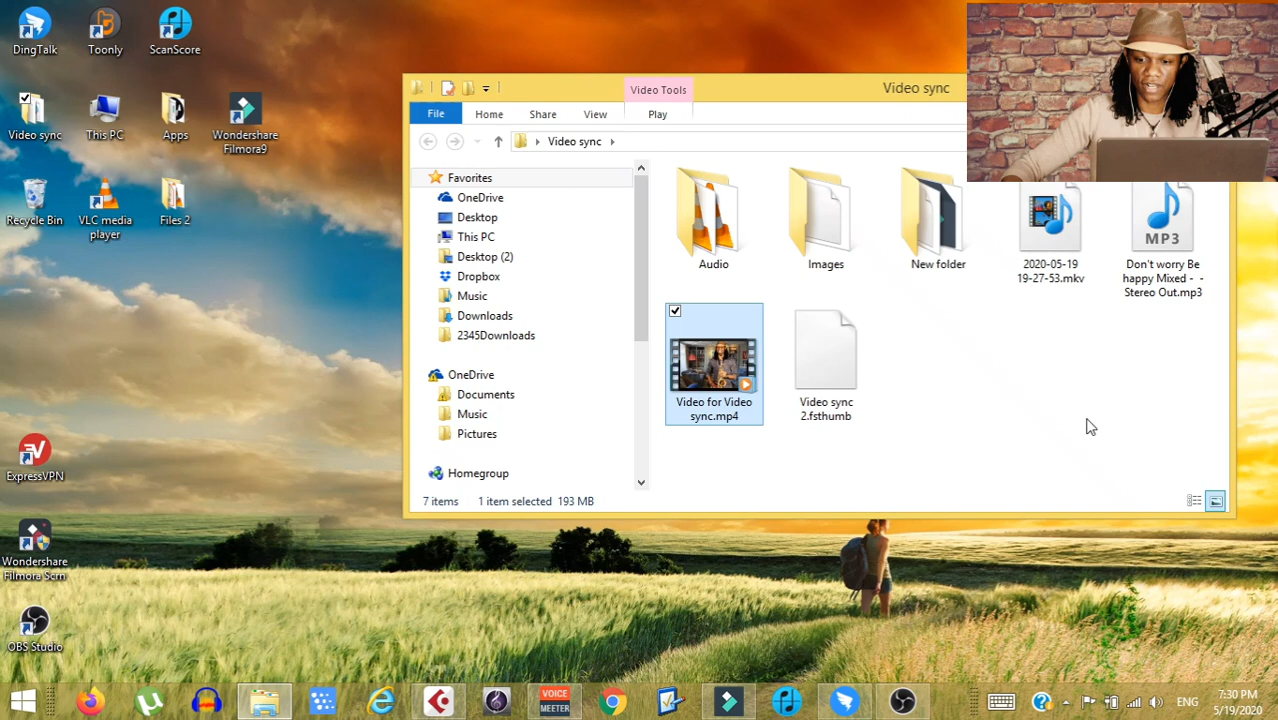 DingTalk
Toonly
ScanScore
Video sync
This PC
Apps
Wondershare
Filmora9
Recycle Bin
VLC media
player
Files 2
ExpressVPN
Wondershare
Filmora Scrn
OBS Studio
Video Tools
Video sync
File
Home
Share
View
Play
Video sync
Favorites
OneDrive
Desktop
This PC
Desktop (2)
Dropbox
Music
Downloads
2345Downloads
OneDrive
Documents
Music
Pictures
Homegroup
Audio
Images
New folder
2020-05-19
19-27-53.mkv
MP3
Don't worry Be
happy Mixed - -
Stereo Out.mp3
Video for Video
sync.mp4
Video sync
2.fsthumb
7 items
1 item selected 193 MB
VOICE
MEETER
ENG
7:30 PM
5/19/2020